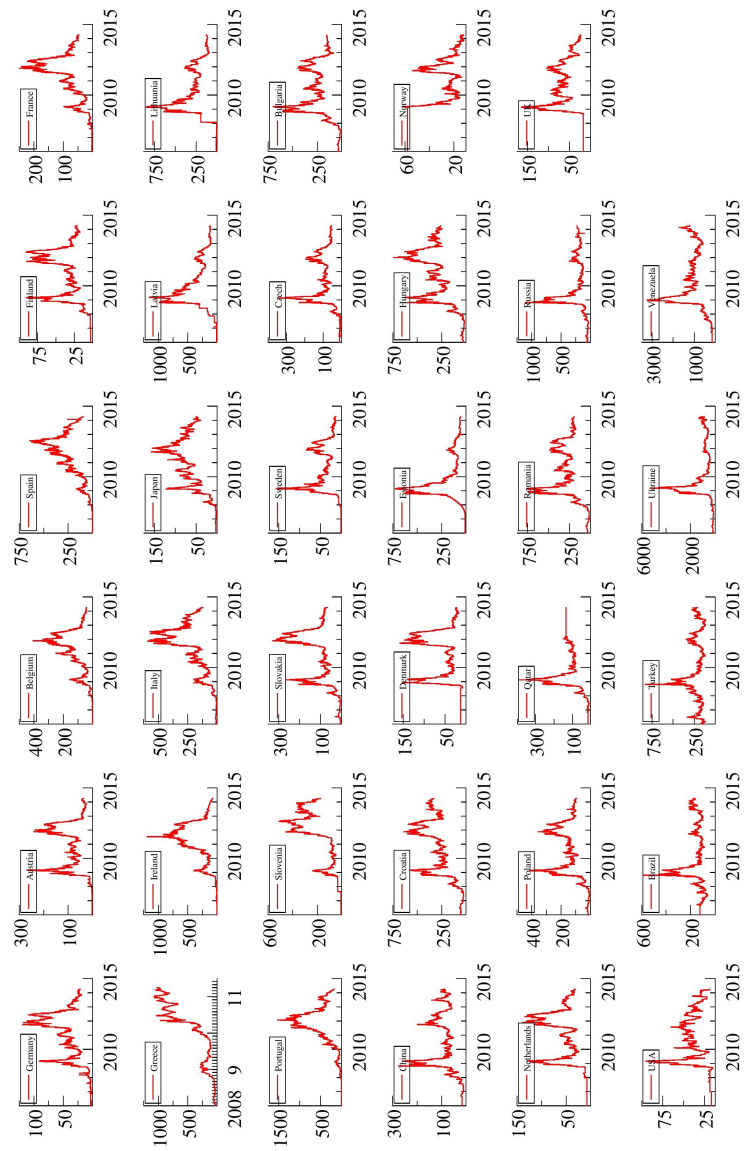 300
Germany
100
50
2010 2015
Austria
300
100
2010 2015
Belgium
400
200
2010 2015
Spain
750
250
2010 2015
Finland
75
25
2010 2015
France
200
100
2010 2015
Greece
1000
500
2008 9 11
Ireland
1000
500
2010 2015
Italy
500
250
2010 2015
Japan
150
50
2010 2015
Latvia
1000
500
2010 2015
Lithuania
750
250
2010 2015
Portugal
1500
500
2010 2015
Slovenia
600
200
2010 2015
Slovakia
300
100
2010 2015
Sweden
150
50
2010 2015
Czech
300
100
2010 2015
Bulgaria
750
250
2010 2015
China
300
100
2010 2015
Croatia
750
250
2010 2015
Denmark
150
50
2010 2015
Estonia
750
250
2010 2015
Hungary
750
250
2010 2015
Norway
60
20
2010 2015
Netherlands
150
50
2010 2015
Poland
400
200
2010 2015
Qatar
300
100
2010 2015
Romania
750
250
2010 2015
Russia
1000
500
2010 2015
UK
150
50
2010 2015
USA
75
25
2010 2015
Brazil
600
200
2010 2015
Turkey
750
250
2010 2015
Ukraine
6000
2000
2010 2015
Venezuela
3000
1000
2010 2015